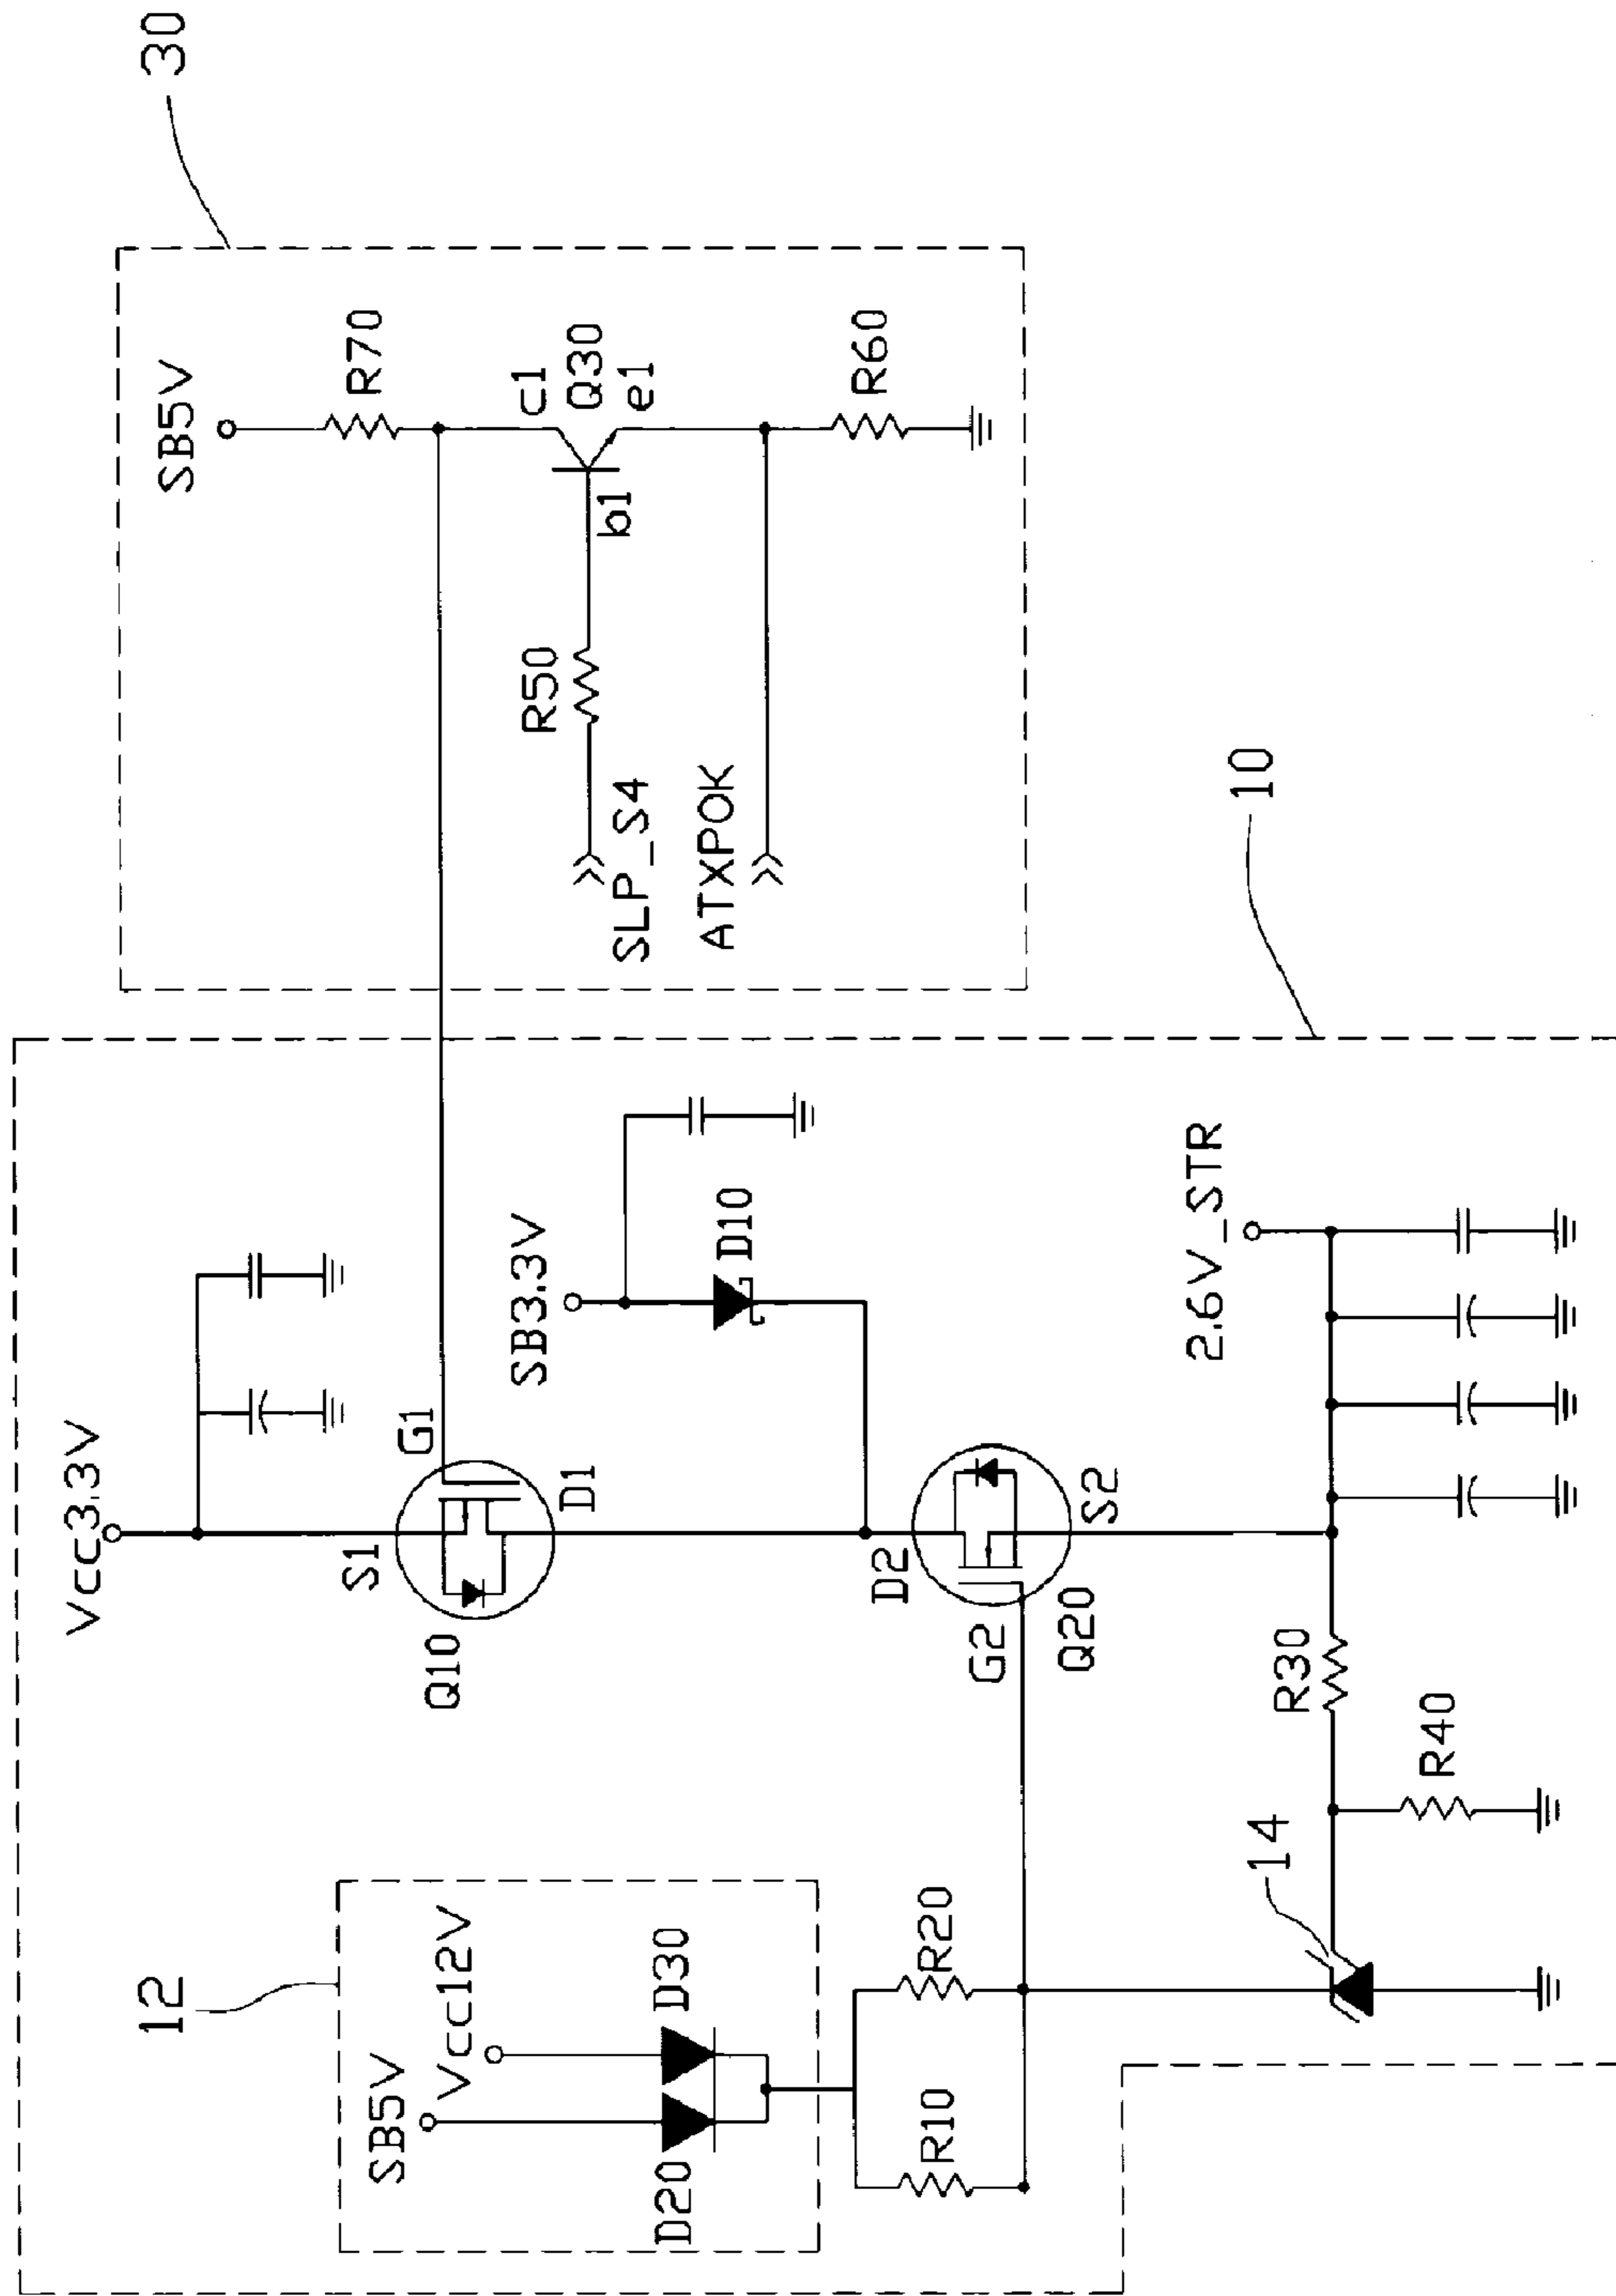 30
SB5V
R70
c1
Q30
e1
b1
R50
SLP_S4
ATXPOK
R60
10
Vcc3.3V
G1
S1
D1
Q10
SB3.3V
D10
D2
S2
G2
Q20
2.6V_STR
R30
R40
14
12
SB5V
Vcc12V
D20
D30
R10
R20